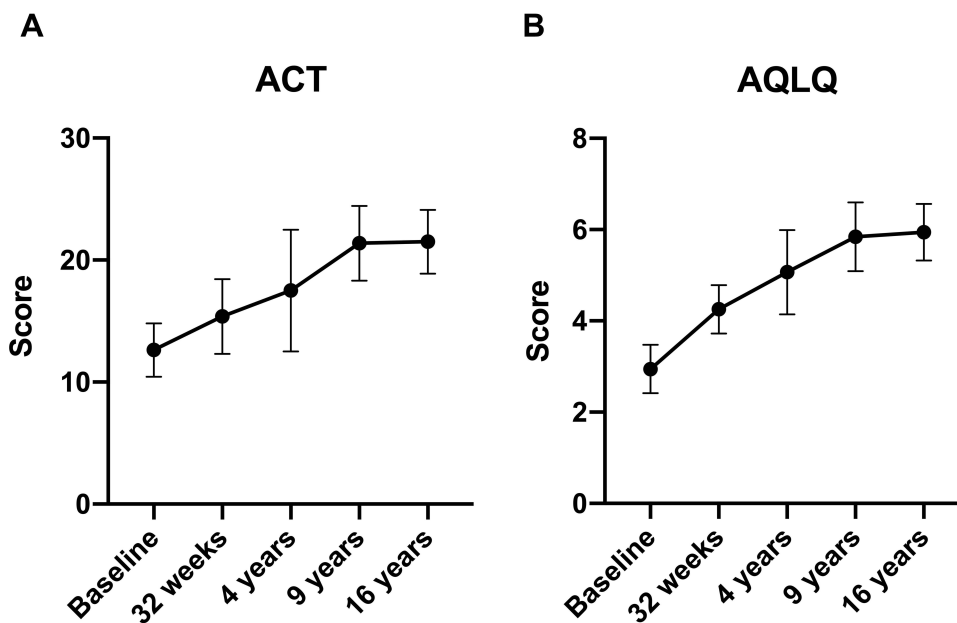 A
ACT
Score
30
20
10
0
Baseline
32 weeks
4 years
9 years
16 years
B
AQLQ
Score
8
6
4
2
0
Baseline
32 weeks
4 years
9 years
16 years